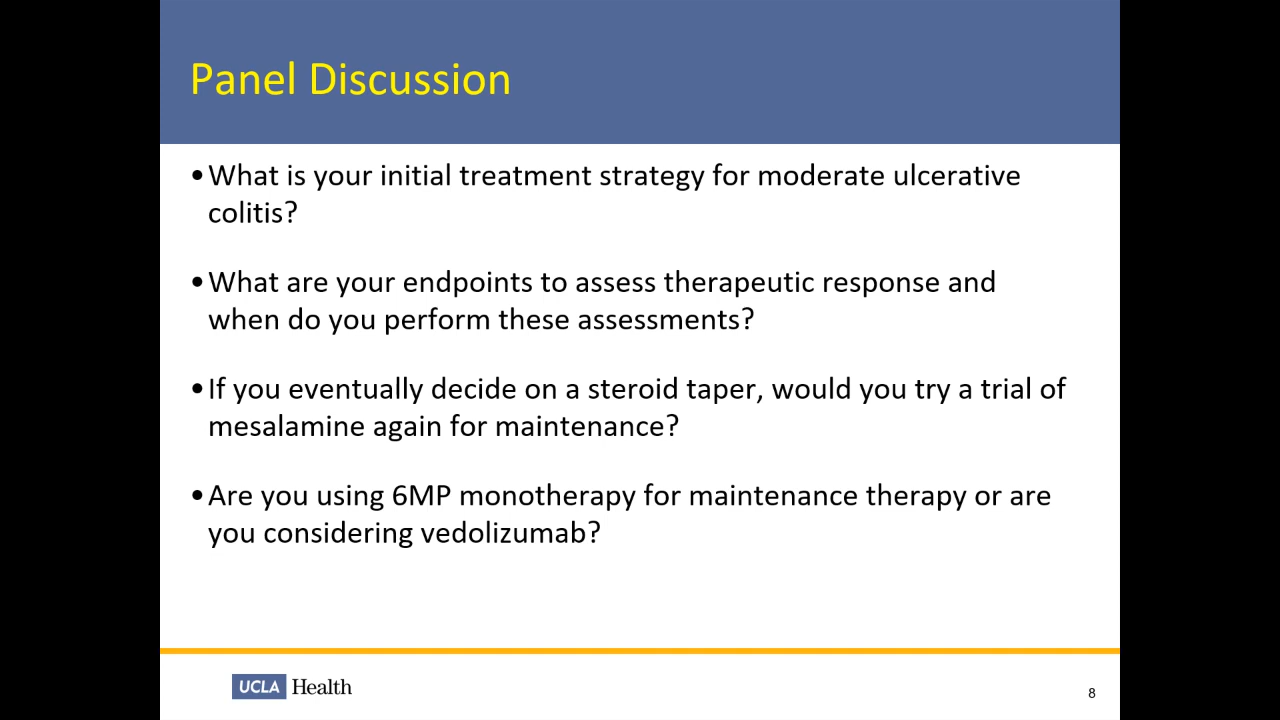 Panel Discussion
•What is your initial treatment strategy for moderate ulcerative
colitis?
•What are your endpoints to assess therapeutic response and
when do you perform these assessments?
•If you eventually decide on a steroid taper, would you try a trial of
mesalamine again for maintenance?
•Are you using 6MP monotherapy for maintenance therapy or are
you considering vedolizumab?
UCLA Health
8